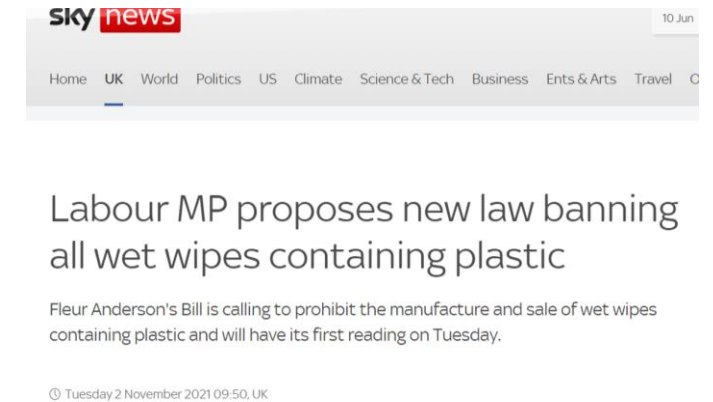 sky news
10 Jun
Home UK World Politics US Climate Science & Tech Business Ents & Arts Travel
Labour MP proposes new law banning
all wet wipes containing plastic
Fleur Anderson's Bill is calling to prohibit the manufacture and sale of wet wipes
containing plastic and will have its first reading on Tuesday.
Tuesday 2 November 2021 09:50, UK